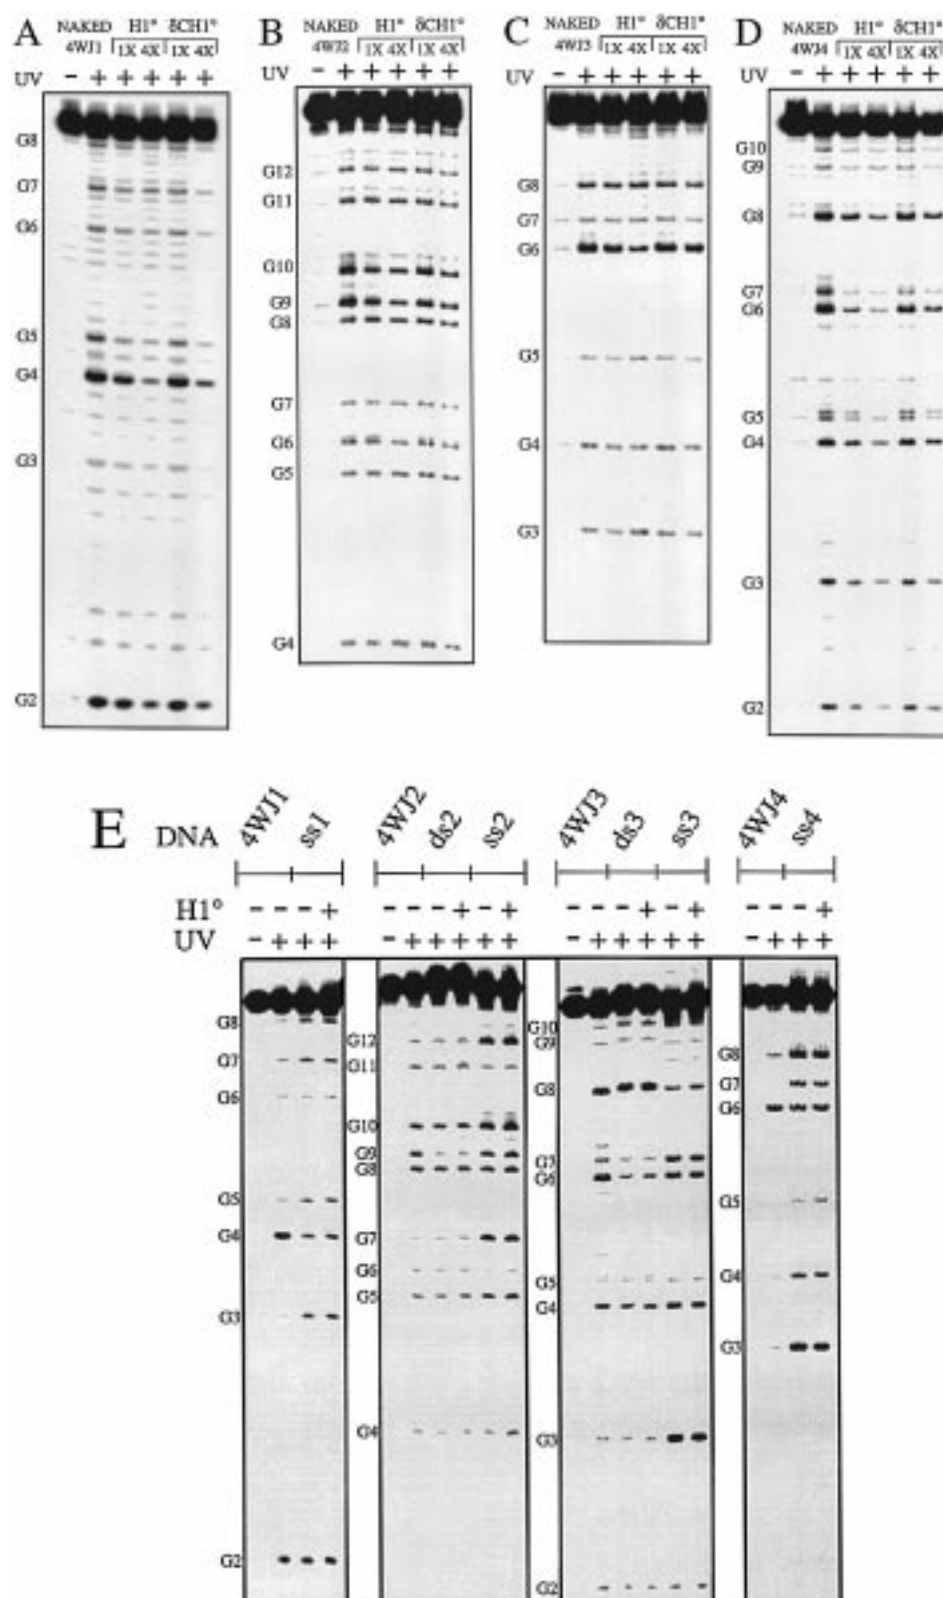 A
NAKED H1° δCH1°
4WJ1 1X 4X 1X 4X
UV - + + + + +
G8
G7
G6
G5
G4
G3
G2
B
NAKED H1° δCH1°
4WJ2 1X 4X 1X 4X
UV - + + + + +
G12
G11
G10
G9
G8
G7
G6
G5
G4
C
NAKED H1° δCH1°
4WJ3 1X 4X 1X 4X
UV - + + + + +
G8
G7
G6
G5
G4
G3
D
NAKED H1° δCH1°
4WJ4 1X 4X 1X 4X
UV - + + + + +
G10
G9
G8
G7
G6
G5
G4
G3
G2
E
DNA 4WJ1 ss1 4WJ2 ds2 ss2 4WJ3 ds3 ss3 4WJ4 ss4
H1° - - - + - - - + - + - - - + - + - - - +
UV - + + + - + + + + + - + + + + + - + + +
G8
G7
G6
G5
G4
G3
G2
G12
G11
G10
G9
G8
G7
G6
G5
G4
G10
G9
G8
G7
G6
G5
G4
G3
G2
G8
G7
G6
G5
G4
G3